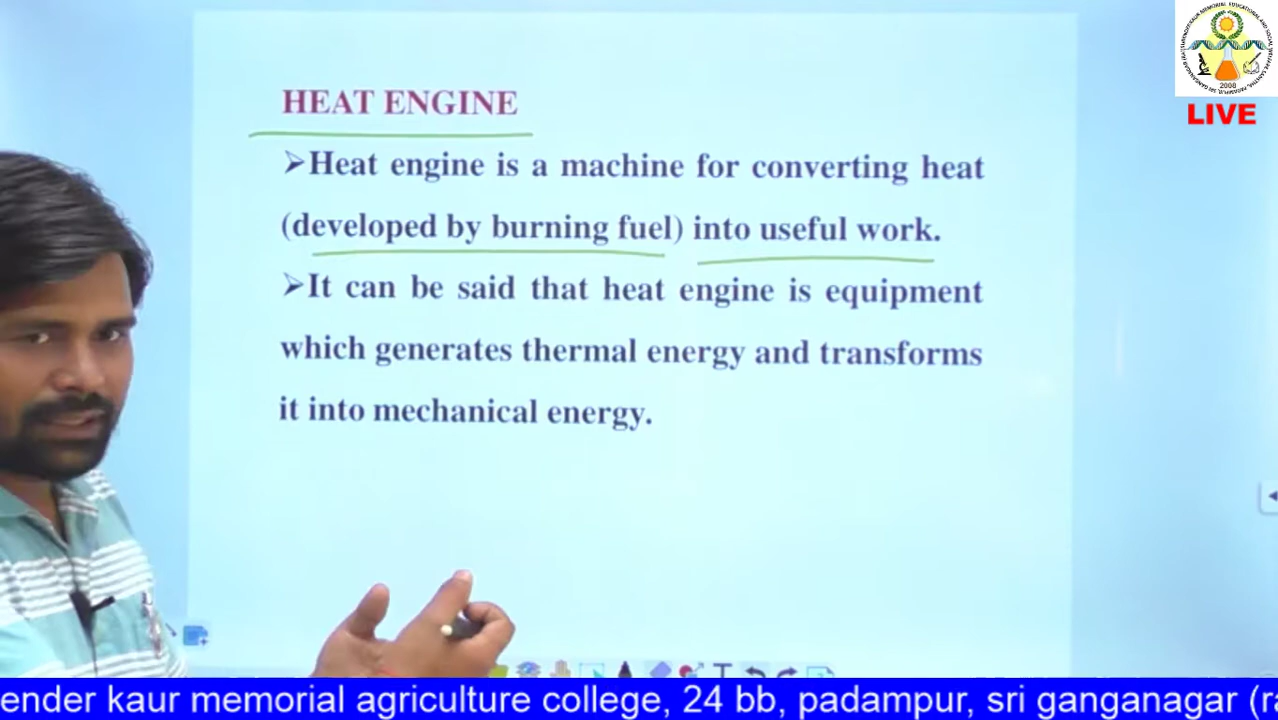 HEAT ENGINE
➢Heat engine is a machine for converting heat
(developed by burning fuel) into useful work.
➢It can be said that heat engine is equipment
which generates thermal energy and transforms
it into mechanical energy.
2008
LIVE
ender kaur memorial agriculture college, 24 bb, padampur, sri ganganagar (ra